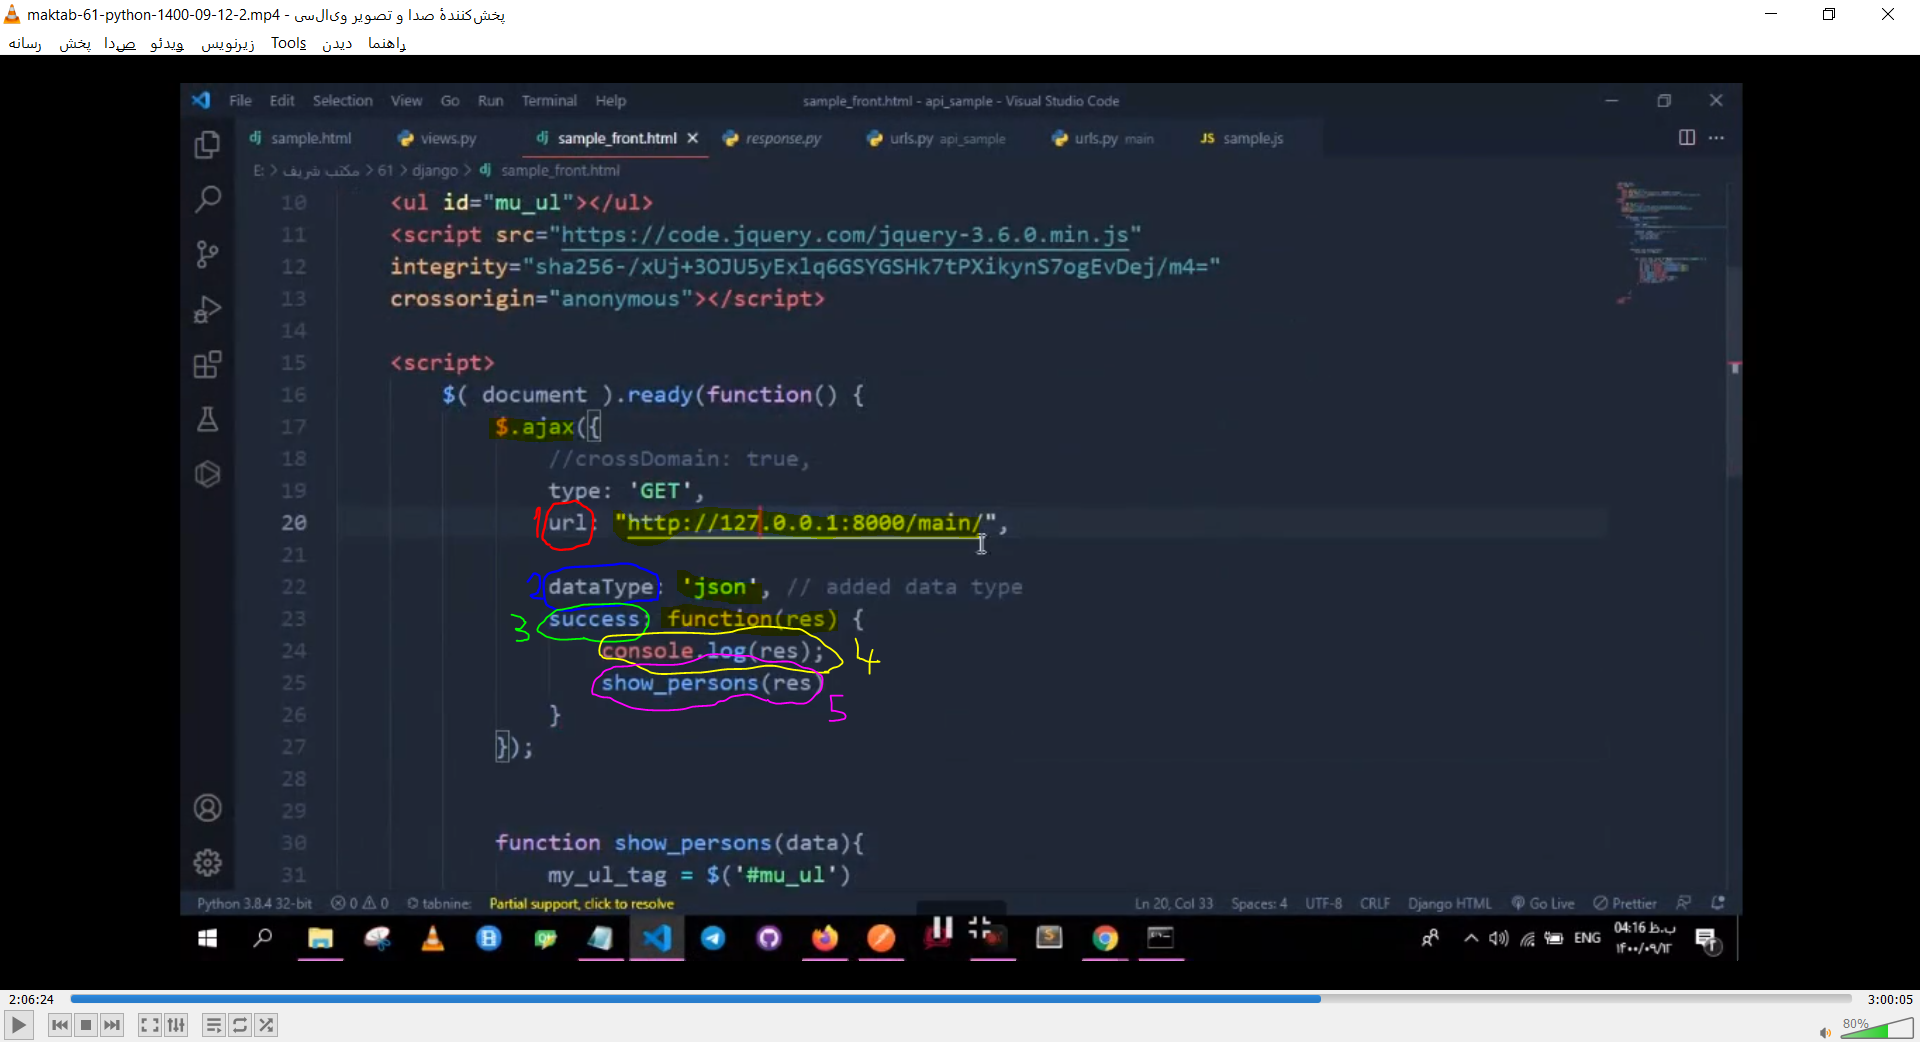 maktab-61-python-1400-09-12-2.mp4 - پخش‌کنندهٔ صدا و تصویر وی‌ال‌سی
رسانه پخش صدا ویدئو زیرنویس Tools دیدن راهنما
File Edit Selection View Go Run Terminal Help sample_front.html - api_sample - Visual Studio Code
sample.html views.py sample_front.html response.py urls.py api_sample urls.py main JS sample.js
E: > مکتب شریف > 61 > django > dj sample_front.html
10 <ul id="mu_ul"></ul>
11 <script src="https://code.jquery.com/jquery-3.6.0.min.js"
12 integrity="sha256-/xUj+3OJU5yExlq6GSYGSHk7tPXikynS7ogEvDej/m4="
13 crossorigin="anonymous"></script>
14
15 <script>
16 $( document ).ready(function() {
17 $.ajax({
18 //crossDomain: true,
19 type: 'GET',
1
20 url: "http://127.0.0.1:8000/main/",
21
2
22 dataType: 'json', // added data type
3
23 success: function(res) {
24 console.log(res);
4
25 show_persons(res)
5
26 }
27 });
28
29
30 function show_persons(data){
31 my_ul_tag = $('#mu_ul')
Python 3.8.4 32-bit 0 0 tabnine: Partial support, click to resolve Ln 20, Col 33 Spaces: 4 UTF-8 CRLF Django HTML Go Live Prettier
ENG 04:16 ب.ظ
۱۴۰۰/۰۹/۱۲
2:06:24 3:00:05
80%